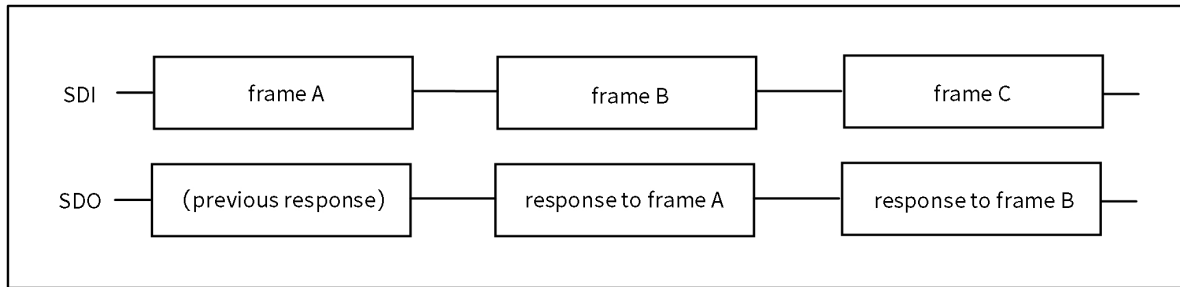 SDI frame A frame B frame C
SDO (previous response) response to frame A response to frame B